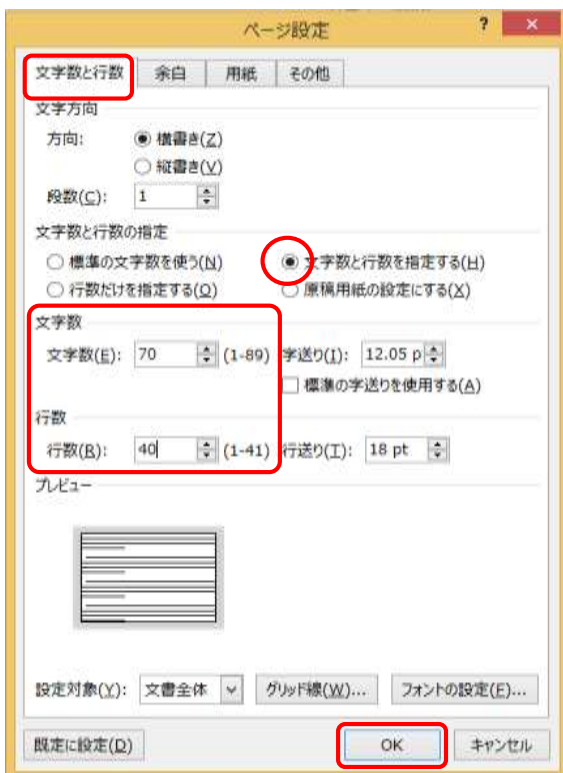 ページ設定 ? ×
文字数と行数 余白 用紙 その他
文字方向
方向: 横書き(Z)
縦書き(V)
段数(C): 1
文字数と行数の指定
標準の文字数を使う(N) 文字数と行数を指定する(H)
行数だけを指定する(O) 原稿用紙の設定にする(X)
文字数
文字数(E): 70 (1-89) 字送り(I): 12.05 p
標準の字送りを使用する(A)
行数
行数(R): 40 (1-41) 行送り(T): 18 pt
プレビュー
設定対象(Y): 文書全体 グリッド線(W)... フォントの設定(F)...
既定に設定(D) OK キャンセル